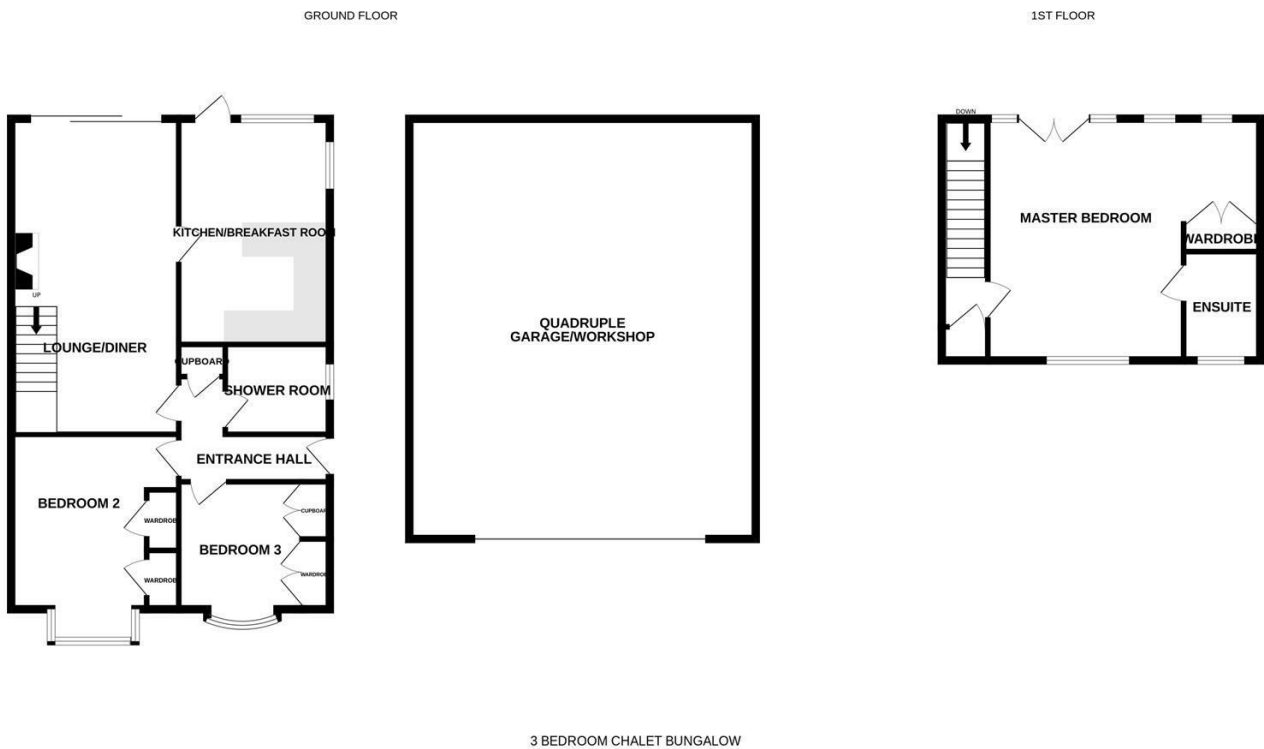 GROUND FLOOR
1ST FLOOR
DOWN
KITCHEN/BREAKFAST ROOM
MASTER BEDROOM
WARDROBE
UP
ENSUITE
QUADRUPLE
GARAGE/WORKSHOP
LOUNGE/DINER
CUPBOARD
SHOWER ROOM
ENTRANCE HALL
BEDROOM 2
WARDROBE
CUPBOARD
BEDROOM 3
WARDROBE
WARDROBE
3 BEDROOM CHALET BUNGALOW